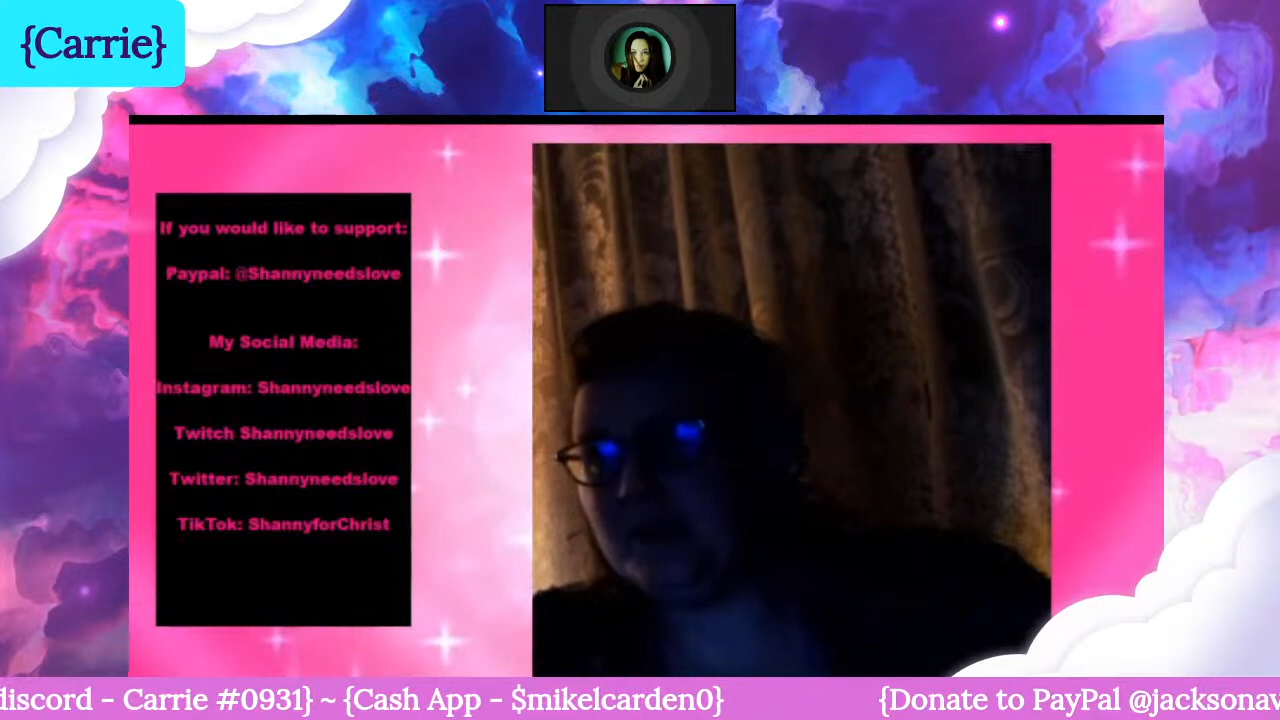 {Carrie}
If you would like to support:
Paypal: @Shannyneedslove
My Social Media:
Instagram: Shannyneedslove
Twitch Shannyneedslove
Twitter: Shannyneedslove
TikTok: ShannyforChrist
discord - Carrie #0931} ~ {Cash App - $mikelcarden0} {Donate to PayPal @jacksonav